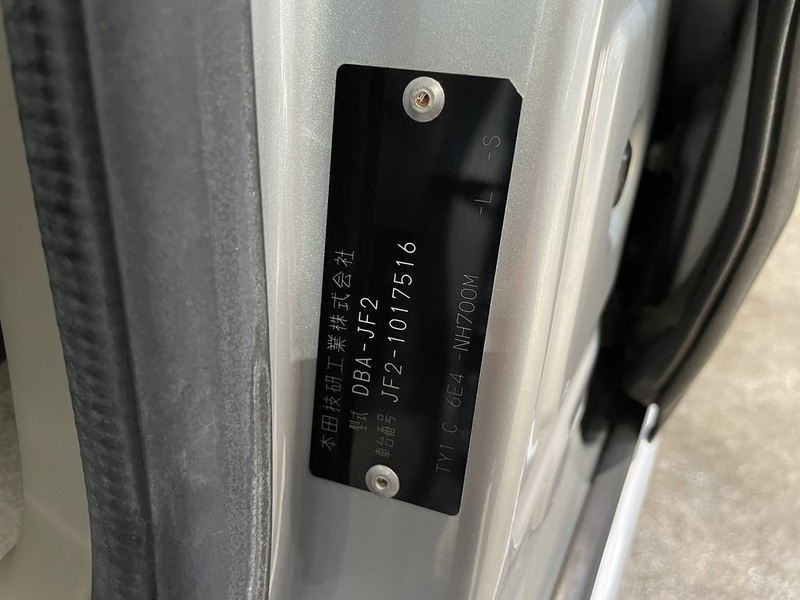 本田技研工業株式会社
型式 DBA-JF2
車台番号 JF2-1017516
TY1 C 6E4 -NH700M -L -S